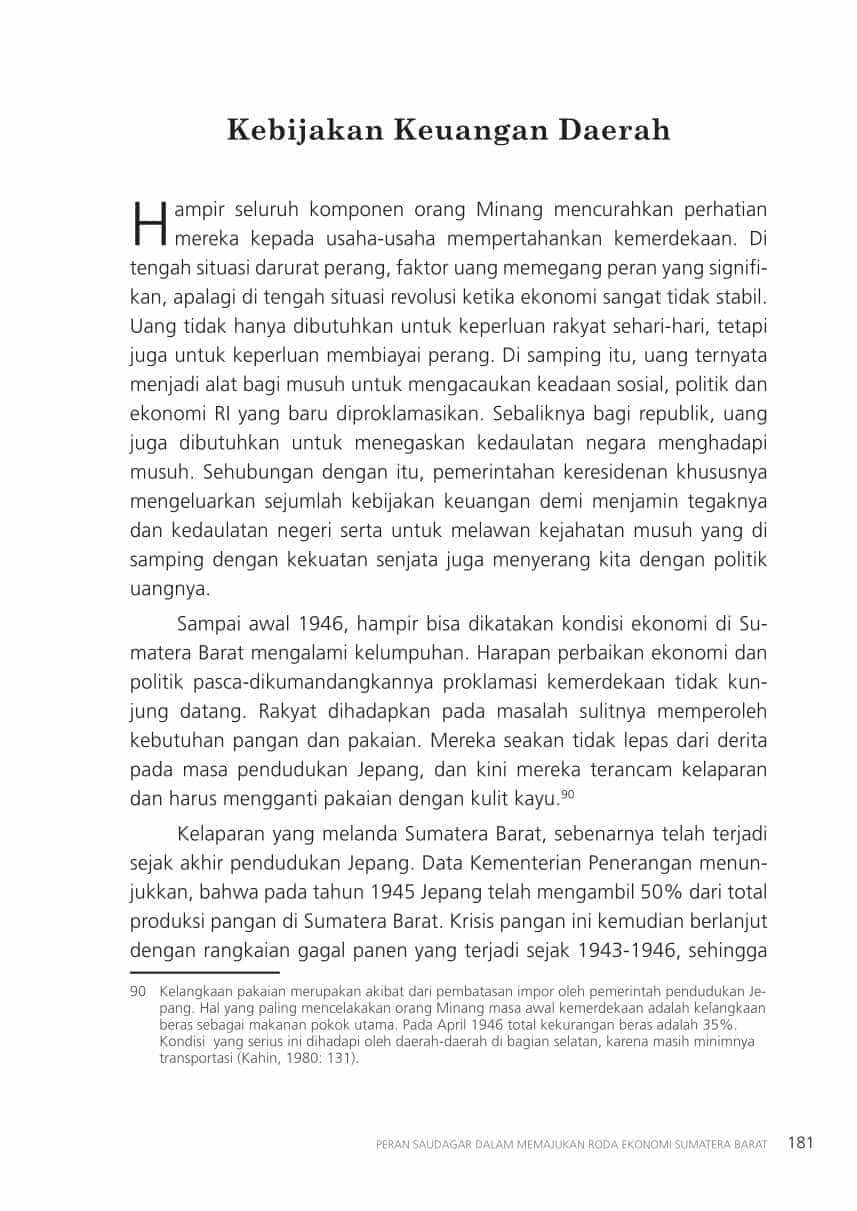 Kebijakan Keuangan Daerah
Hampir seluruh komponen orang Minang mencurahkan perhatian
mereka kepada usaha-usaha mempertahankan kemerdekaan. Di
tengah situasi darurat perang, faktor uang memegang peran yang signifi-
kan, apalagi di tengah situasi revolusi ketika ekonomi sangat tidak stabil.
Uang tidak hanya dibutuhkan untuk keperluan rakyat sehari-hari, tetapi
juga untuk keperluan membiayai perang. Di samping itu, uang ternyata
menjadi alat bagi musuh untuk mengacaukan keadaan sosial, politik dan
ekonomi RI yang baru diproklamasikan. Sebaliknya bagi republik, uang
juga dibutuhkan untuk menegaskan kedaulatan negara menghadapi
musuh. Sehubungan dengan itu, pemerintahan keresidenan khususnya
mengeluarkan sejumlah kebijakan keuangan demi menjamin tegaknya
dan kedaulatan negeri serta untuk melawan kejahatan musuh yang di
samping dengan kekuatan senjata juga menyerang kita dengan politik
uangnya.
Sampai awal 1946, hampir bisa dikatakan kondisi ekonomi di Su-
matera Barat mengalami kelumpuhan. Harapan perbaikan ekonomi dan
politik pasca-dikumandangkannya proklamasi kemerdekaan tidak kun-
jung datang. Rakyat dihadapkan pada masalah sulitnya memperoleh
kebutuhan pangan dan pakaian. Mereka seakan tidak lepas dari derita
pada masa pendudukan Jepang, dan kini mereka terancam kelaparan
dan harus mengganti pakaian dengan kulit kayu.90
Kelaparan yang melanda Sumatera Barat, sebenarnya telah terjadi
sejak akhir pendudukan Jepang. Data Kementerian Penerangan menun-
jukkan, bahwa pada tahun 1945 Jepang telah mengambil 50% dari total
produksi pangan di Sumatera Barat. Krisis pangan ini kemudian berlanjut
dengan rangkaian gagal panen yang terjadi sejak 1943-1946, sehingga
90 Kelangkaan pakaian merupakan akibat dari pembatasan impor oleh pemerintah pendudukan Je-
pang. Hal yang paling mencelakakan orang Minang masa awal kemerdekaan adalah kelangkaan
beras sebagai makanan pokok utama. Pada April 1946 total kekurangan beras adalah 35%.
Kondisi yang serius ini dihadapi oleh daerah-daerah di bagian selatan, karena masih minimnya
transportasi (Kahin, 1980: 131).
PERAN SAUDAGAR DALAM MEMAJUKAN RODA EKONOMI SUMATERA BARAT 181